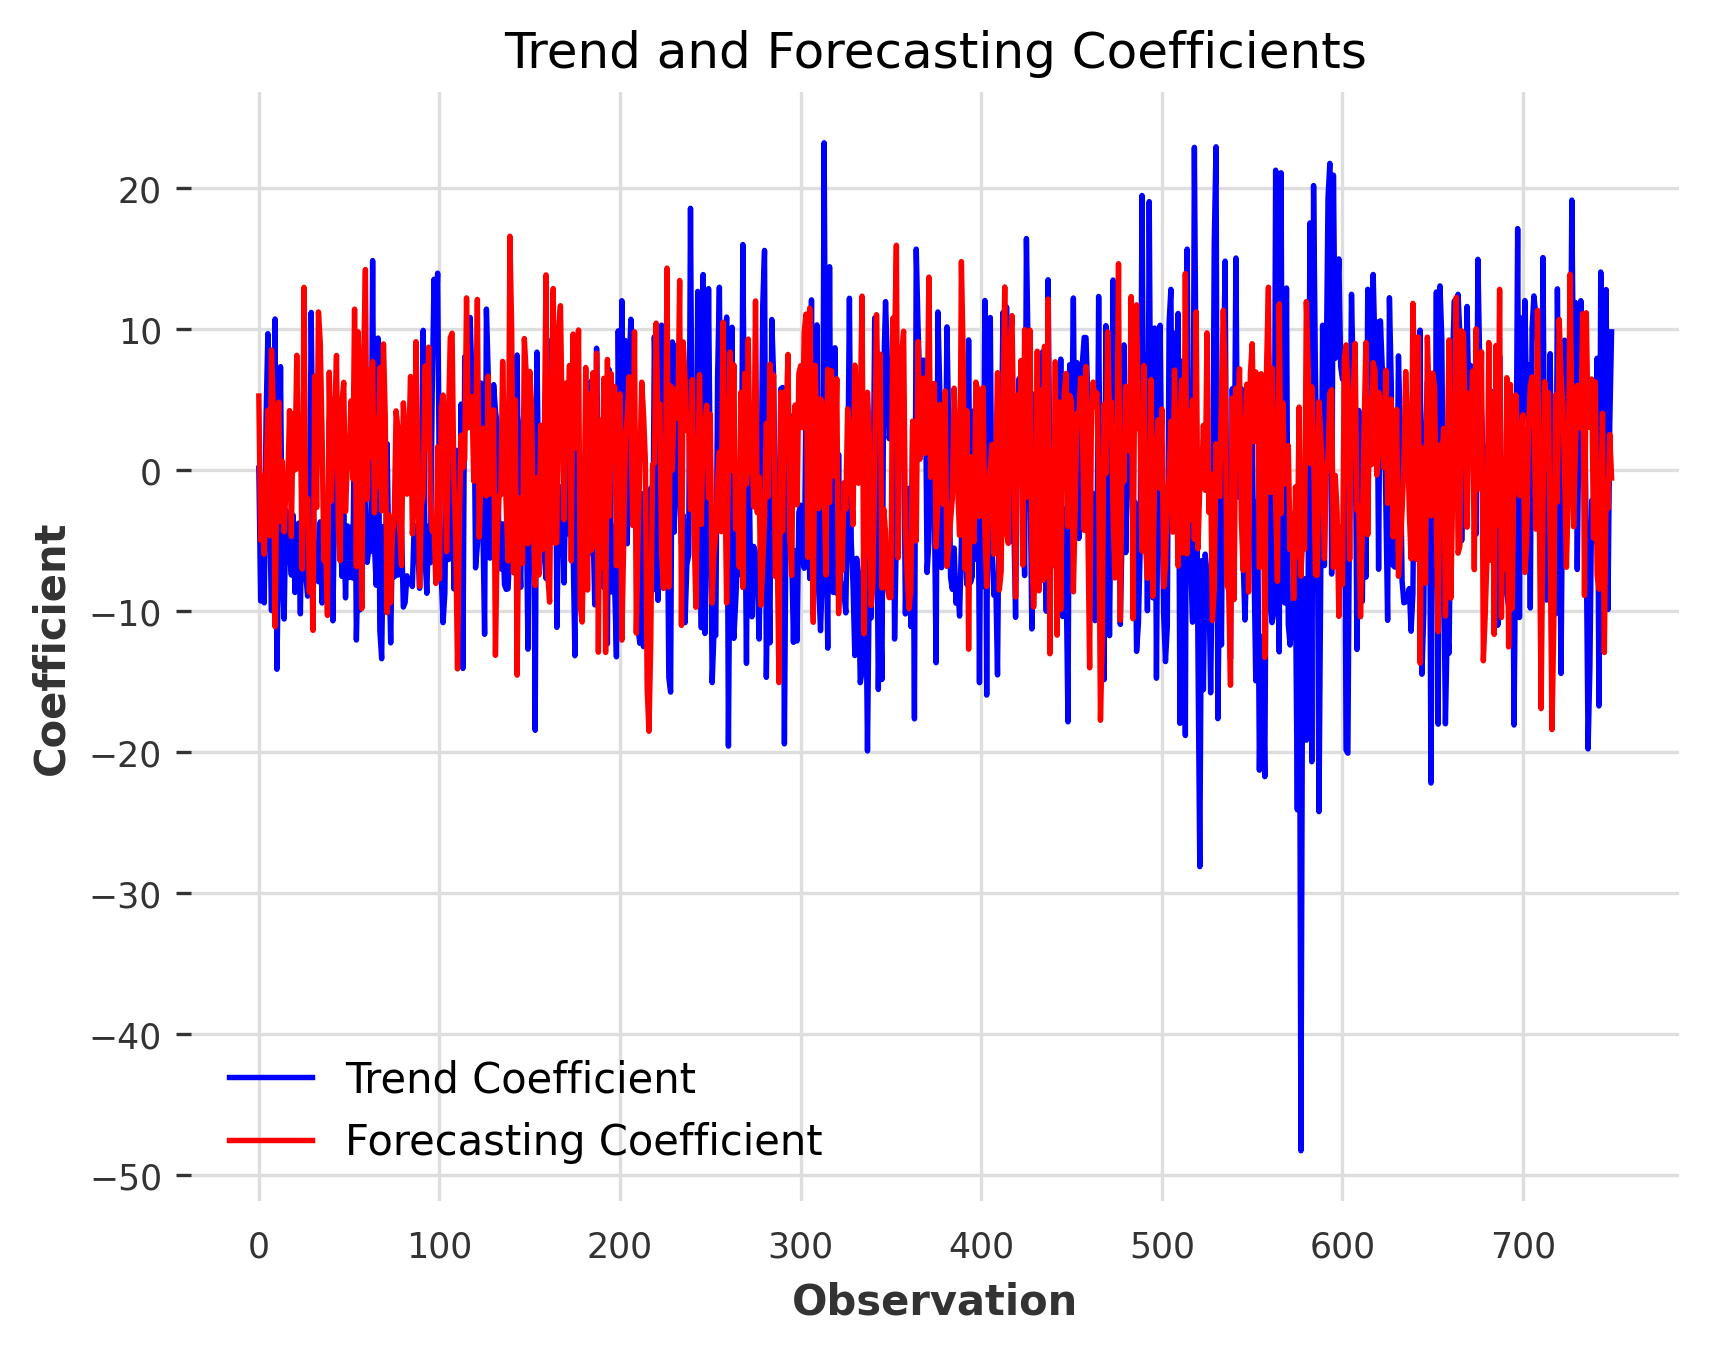 Trend and Forecasting Coefficients
Coefficient
20
10
0
−10
−20
−30
−40
−50
Trend Coefficient
Forecasting Coefficient
0 100 200 300 400 500 600 700
Observation